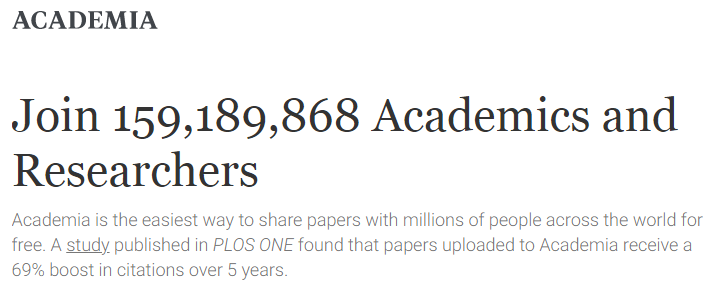 ACADEMIA
Join 159,189,868 Academics and
Researchers
Academia is the easiest way to share papers with millions of people across the world for
free. A study published in PLOS ONE found that papers uploaded to Academia receive a
69% boost in citations over 5 years.